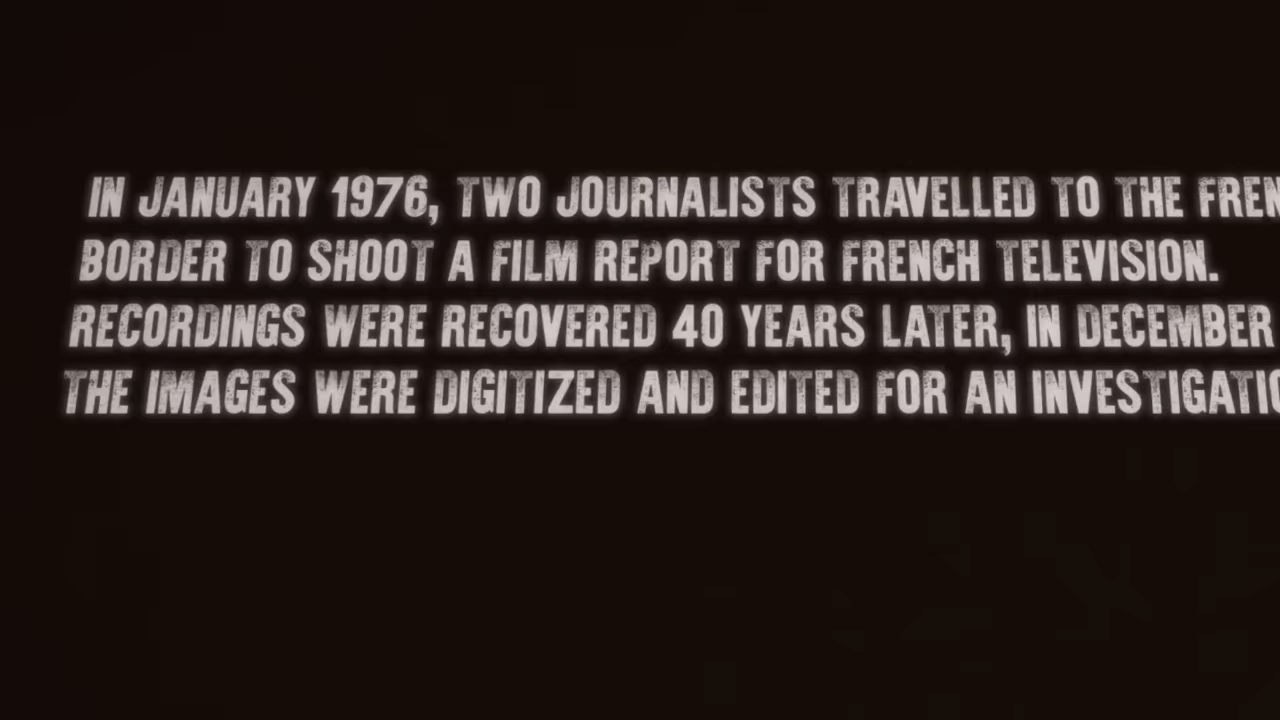 IN JANUARY 1976, TWO JOURNALISTS TRAVELLED TO THE
BORDER TO SHOOT A FILM REPORT FOR FRENCH TELEVISION.
RECORDINGS WERE RECOVERED 40 YEARS LATER, IN DECEMBER
THE IMAGES WERE DIGITIZED AND EDITED FOR AN